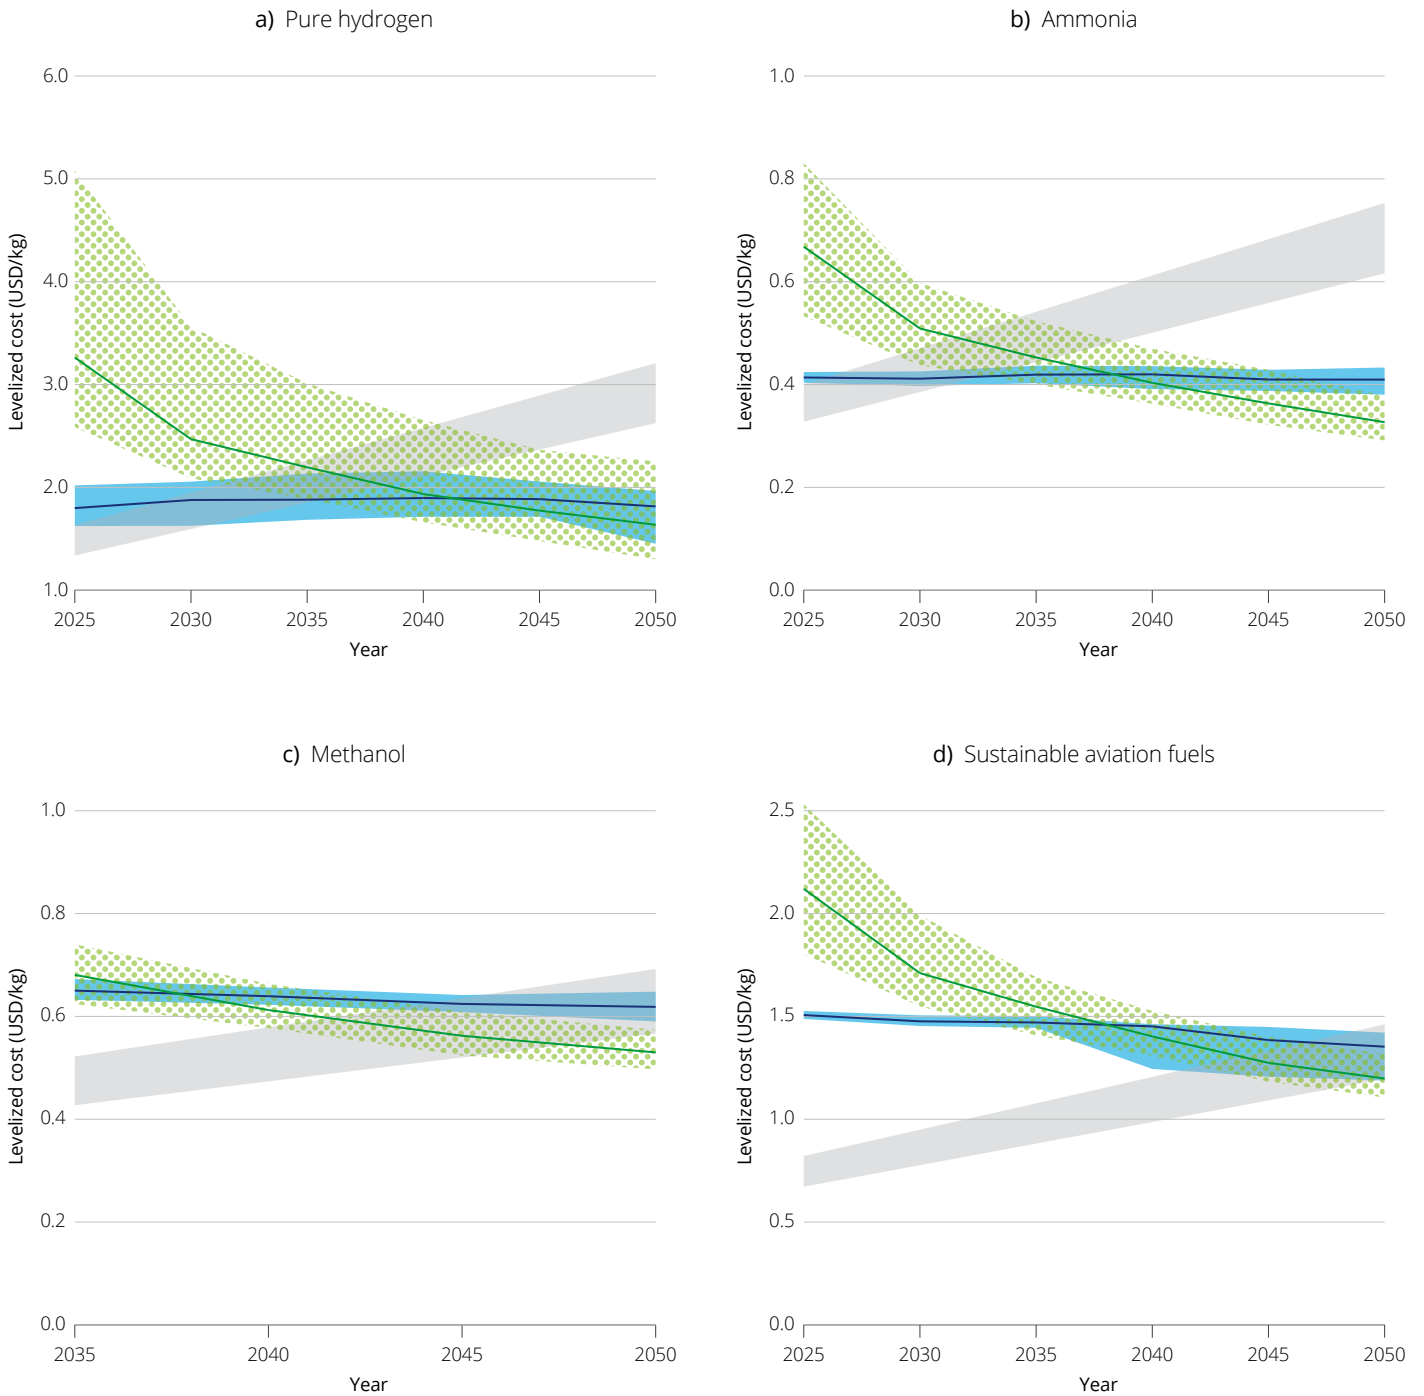 a) Pure hydrogen
6.0
5.0
4.0
3.0
2.0
1.0
Levelized cost (USD/kg)
2025 2030 2035 2040 2045 2050
Year
b) Ammonia
1.0
0.8
0.6
0.4
0.2
0.0
Levelized cost (USD/kg)
2025 2030 2035 2040 2045 2050
Year
c) Methanol
1.0
0.8
0.6
0.4
0.2
0.0
Levelized cost (USD/kg)
2035 2040 2045 2050
Year
d) Sustainable aviation fuels
2.5
2.0
1.5
1.0
0.5
0.0
Levelized cost (USD/kg)
2025 2030 2035 2040 2045 2050
Year